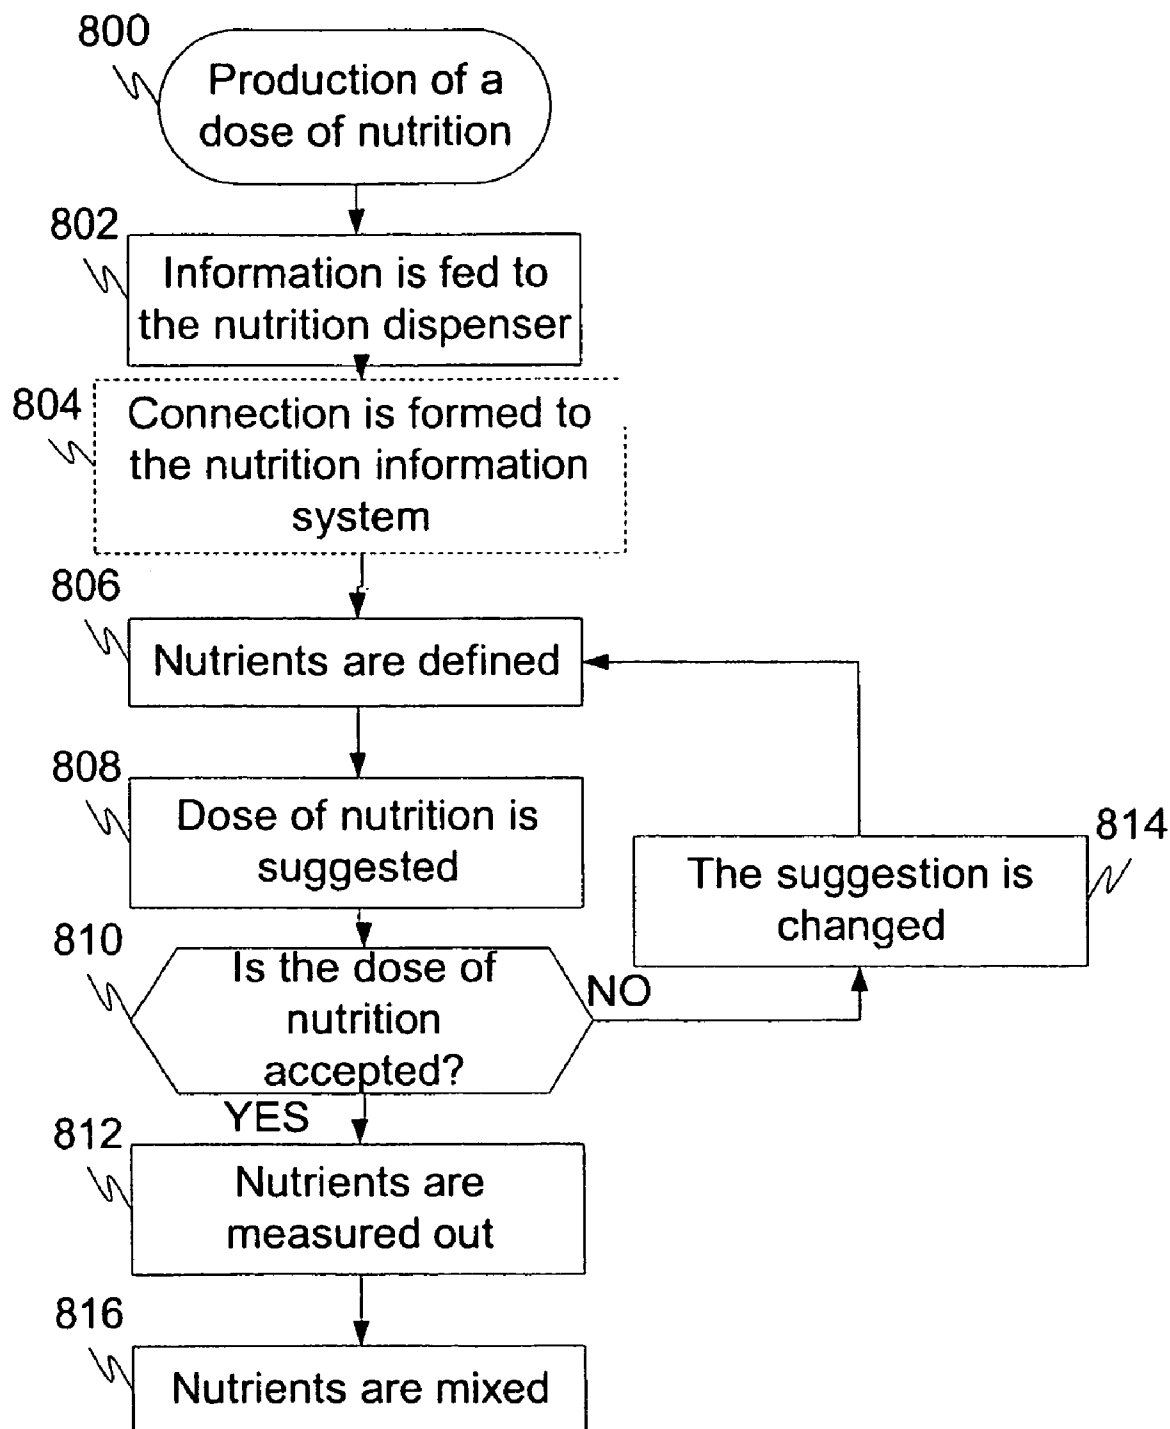 800
Production of a
dose of nutrition
802
Information is fed to
the nutrition dispenser
804
Connection is formed to
the nutrition information
system
806
Nutrients are defined
808
Dose of nutrition is
suggested
814
The suggestion is
changed
810
Is the dose of
nutrition
accepted?
NO
YES
812
Nutrients are
measured out
816
Nutrients are mixed